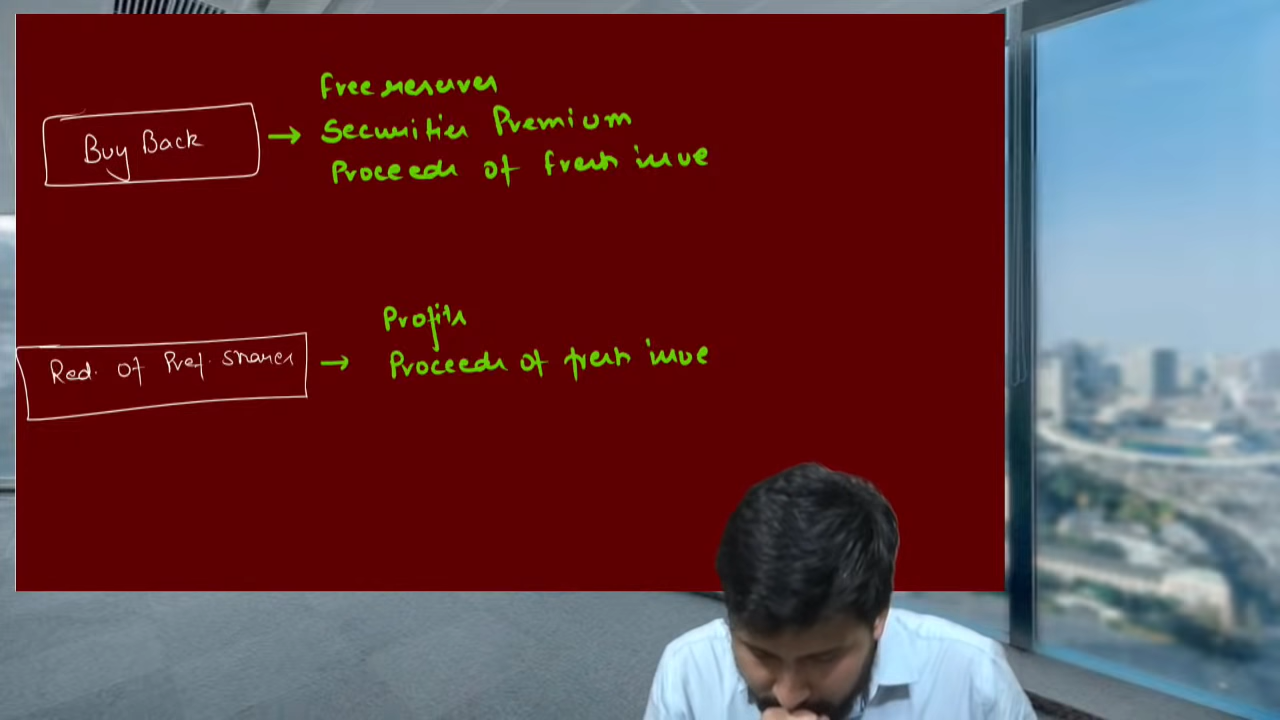 Free reserves
Buy Back → Securities Premium
Proceeds of fresh issue
Profits
Red. of Pref. Shares → Proceeds of fresh issue